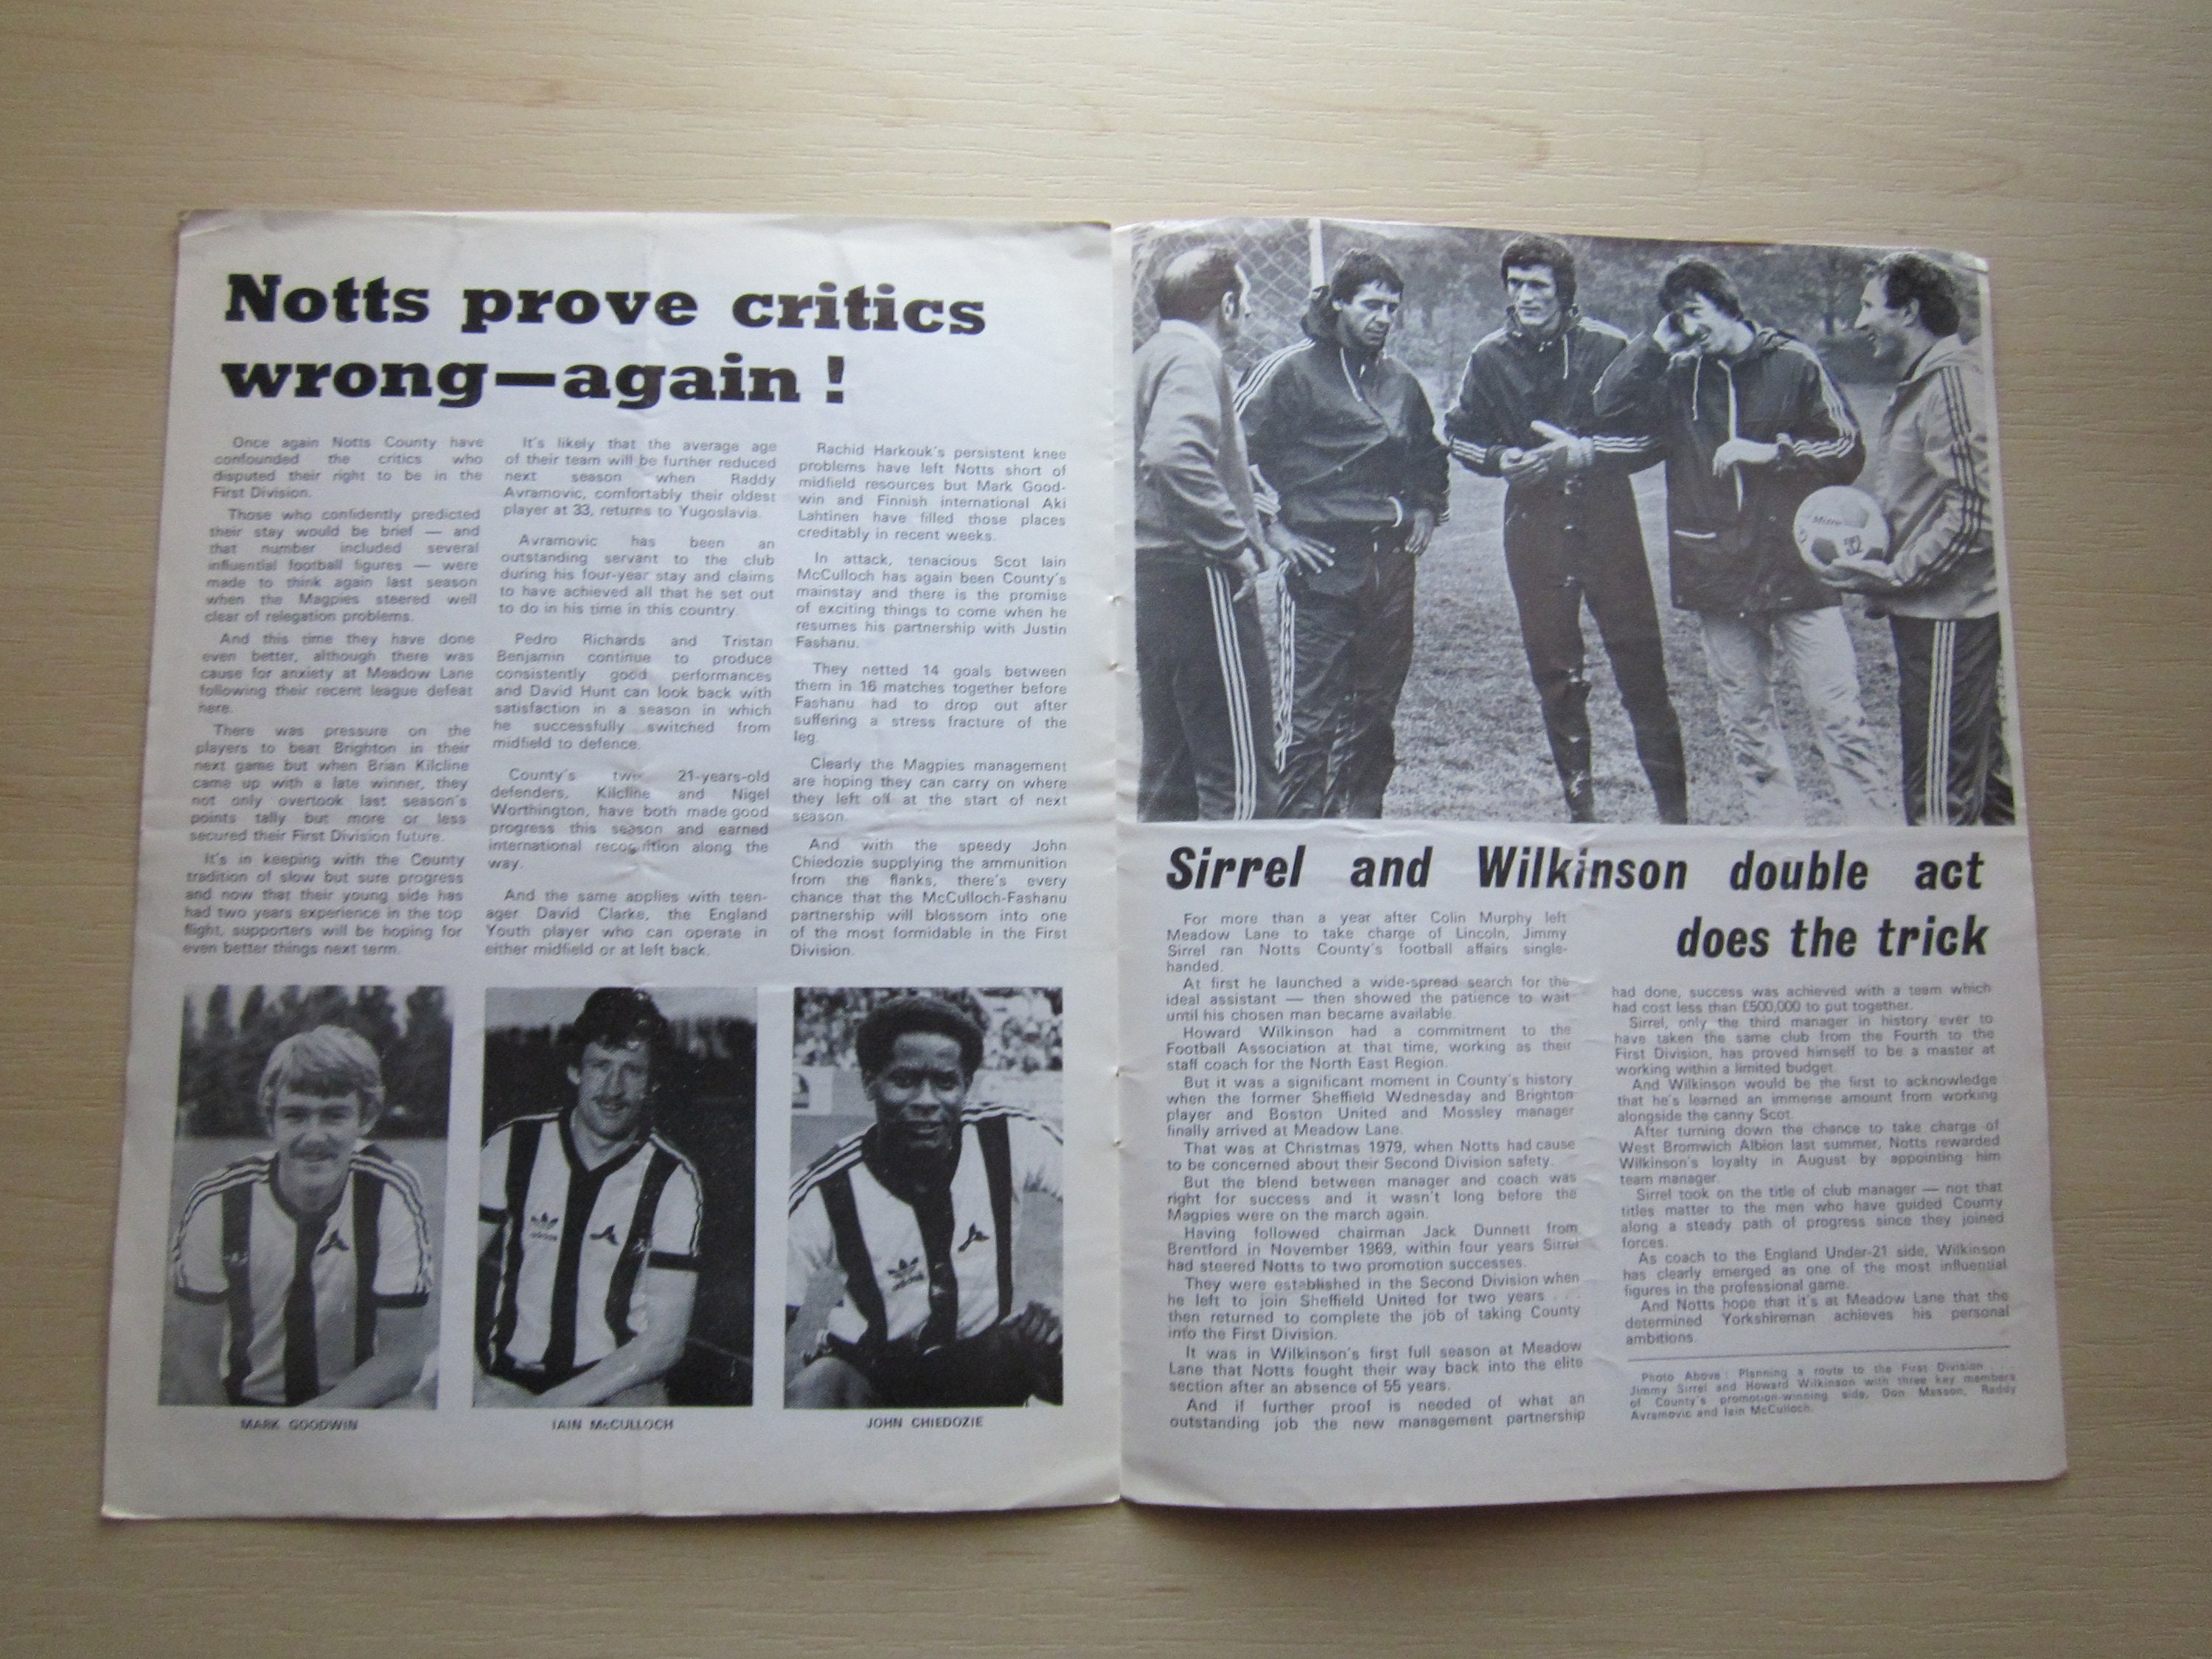 Notts prove critics
wrong—again !
Once again Notts County have
confounded the critics who
disputed their right to be in the
First Division.
Those who confidently predicted
their stay would be brief — and
that number included several
influential football figures — were
made to think again last season
when the Magpies steered well
clear of relegation problems.
And this time they have done
even better, although there was
cause for anxiety at Meadow Lane
following their recent league defeat
here.
There was pressure on the
players to beat Brighton in their
next game but when Brian Kilcline
came up with a late winner, they
not only overtook last season's
points tally but more or less
secured their First Division future.
It's in keeping with the County
tradition of slow but sure progress
and now that their young side has
had two years experience in the top
flight, supporters will be hoping for
even better things next term.
It's likely that the average age
of their team will be further reduced
next season when Raddy
Avramovic, comfortably their oldest
player at 33, returns to Yugoslavia.
Avramovic has been an
outstanding servant to the club
during his four-year stay and claims
to have achieved all that he set out
to do in his time in this country.
Pedro Richards and Tristan
Benjamin continue to produce
consistently good performances
and David Hunt can look back with
satisfaction in a season in which
he successfully switched from
midfield to defence.
County's two 21-years-old
defenders, Kilcline and Nigel
Worthington, have both made good
progress this season and earned
international recognition along the
way.
And the same applies with teen-
ager David Clarke, the England
Youth player who can operate in
either midfield or at left back.
Rachid Harkouk's persistent knee
problems have left Notts short of
midfield resources but Mark Good-
win and Finnish international Aki
Lahtinen have filled those places
creditably in recent weeks.
In attack, tenacious Scot Iain
McCulloch has again been County's
mainstay and there is the promise
of exciting things to come when he
resumes his partnership with Justin
Fashanu.
They netted 14 goals between
them in 16 matches together before
Fashanu had to drop out after
suffering a stress fracture of the
leg.
Clearly the Magpies management
are hoping they can carry on where
they left off at the start of next
season.
And with the speedy John
Chiedozie supplying the ammunition
from the flanks, there's every
chance that the McCulloch-Fashanu
partnership will blossom into one
of the most formidable in the First
Division.
adidas
adidas
MARK GOODWIN
IAIN McCULLOCH
JOHN CHIEDOZIE
Mitre
Sirrel and Wilkinson double act
does the trick
For more than a year after Colin Murphy left
Meadow Lane to take charge of Lincoln, Jimmy
Sirrel ran Notts County's football affairs single-
handed.
At first he launched a wide-spread search for the
ideal assistant — then showed the patience to wait
until his chosen man became available.
Howard Wilkinson had a commitment to the
Football Association at that time, working as their
staff coach for the North East Region.
But it was a significant moment in County's history
when the former Sheffield Wednesday and Brighton
player and Boston United and Mossley manager
finally arrived at Meadow Lane.
That was at Christmas 1979, when Notts had cause
to be concerned about their Second Division safety.
But the blend between manager and coach was
right for success and it wasn't long before the
Magpies were on the march again.
Having followed chairman Jack Dunnett from
Brentford in November 1969, within four years Sirrel
had steered Notts to two promotion successes.
They were established in the Second Division when
he left to join Sheffield United for two years . . .
then returned to complete the job of taking County
into the First Division.
It was in Wilkinson's first full season at Meadow
Lane that Notts fought their way back into the elite
section after an absence of 55 years.
And if further proof is needed of what an
outstanding job the new management partnership
had done, success was achieved with a team which
had cost less than £500,000 to put together.
Sirrel, only the third manager in history ever to
have taken the same club from the Fourth to the
First Division, has proved himself to be a master at
working within a limited budget.
And Wilkinson would be the first to acknowledge
that he's learned an immense amount from working
alongside the canny Scot.
After turning down the chance to take charge of
West Bromwich Albion last summer, Notts rewarded
Wilkinson's loyalty in August by appointing him
team manager.
Sirrel took on the title of club manager — not that
titles matter to the men who have guided County
along a steady path of progress since they joined
forces.
As coach to the England Under-21 side, Wilkinson
has clearly emerged as one of the most influential
figures in the professional game.
And Notts hope that it's at Meadow Lane that the
determined Yorkshireman achieves his personal
ambitions.
Photo Above : Planning a route to the First Division . . .
Jimmy Sirrel and Howard Wilkinson with three key members
of County's promotion-winning side, Don Masson, Raddy
Avramovic and Iain McCulloch.